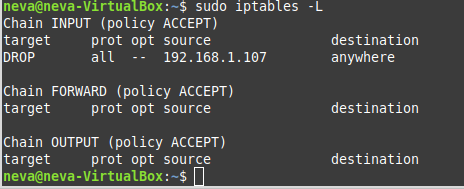 neva@neva-VirtualBox:~$ sudo iptables -L
Chain INPUT (policy ACCEPT)
target     prot opt source               destination
DROP       all  --  192.168.1.107        anywhere

Chain FORWARD (policy ACCEPT)
target     prot opt source               destination

Chain OUTPUT (policy ACCEPT)
target     prot opt source               destination
neva@neva-VirtualBox:~$